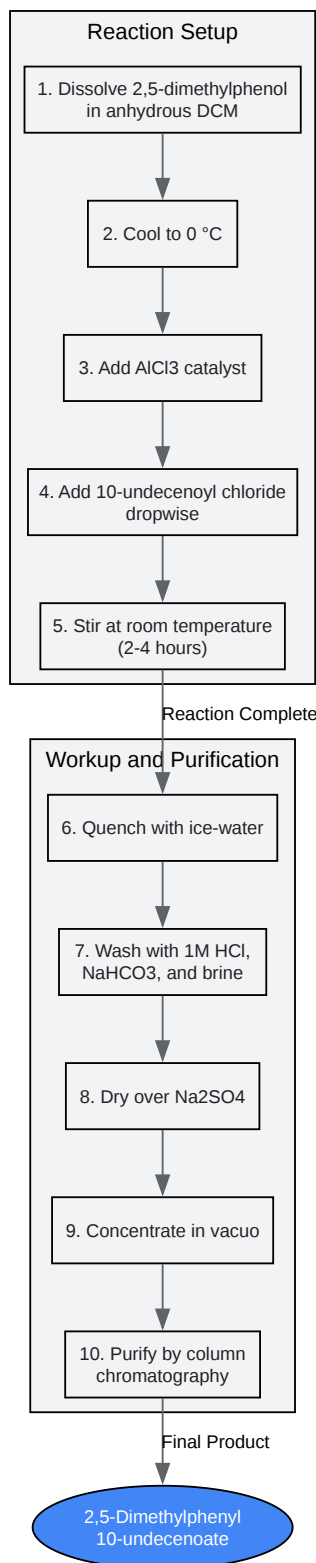 Reaction Setup
1. Dissolve 2,5-dimethylphenol
in anhydrous DCM
2. Cool to 0 °C
3. Add AlCl3 catalyst
4. Add 10-undecenoyl chloride
dropwise
5. Stir at room temperature
(2-4 hours)
Reaction Complete
Workup and Purification
6. Quench with ice-water
7. Wash with 1M HCl,
NaHCO3, and brine
8. Dry over Na2SO4
9. Concentrate in vacuo
10. Purify by column
chromatography
Final Product
2,5-Dimethylphenyl
10-undecenoate